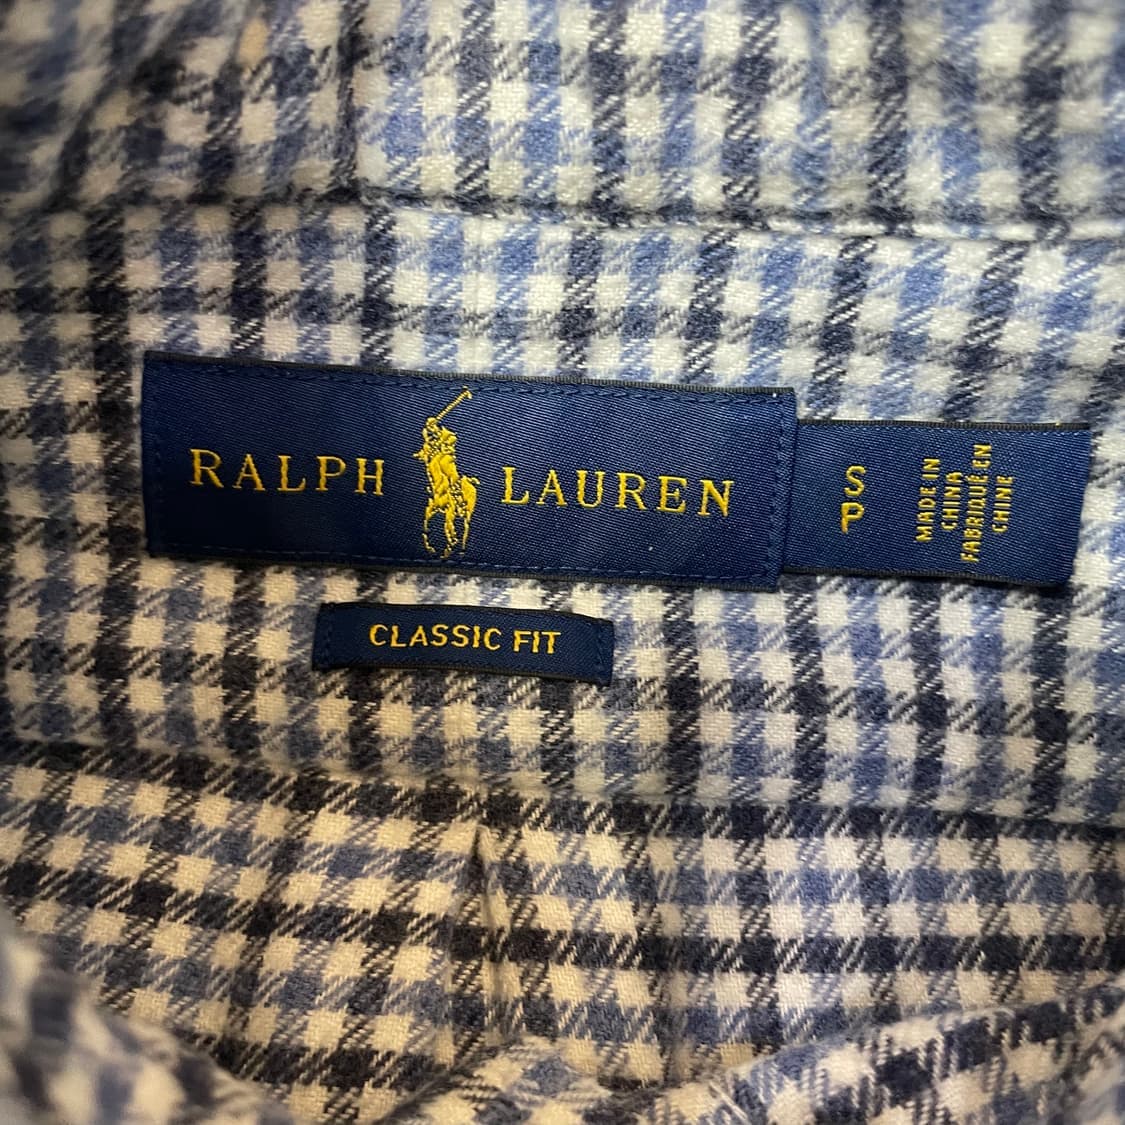 RALPH LAUREN
S
P
MADE IN
CHINA
FABRIQUÉ EN
CHINE
CLASSIC FIT